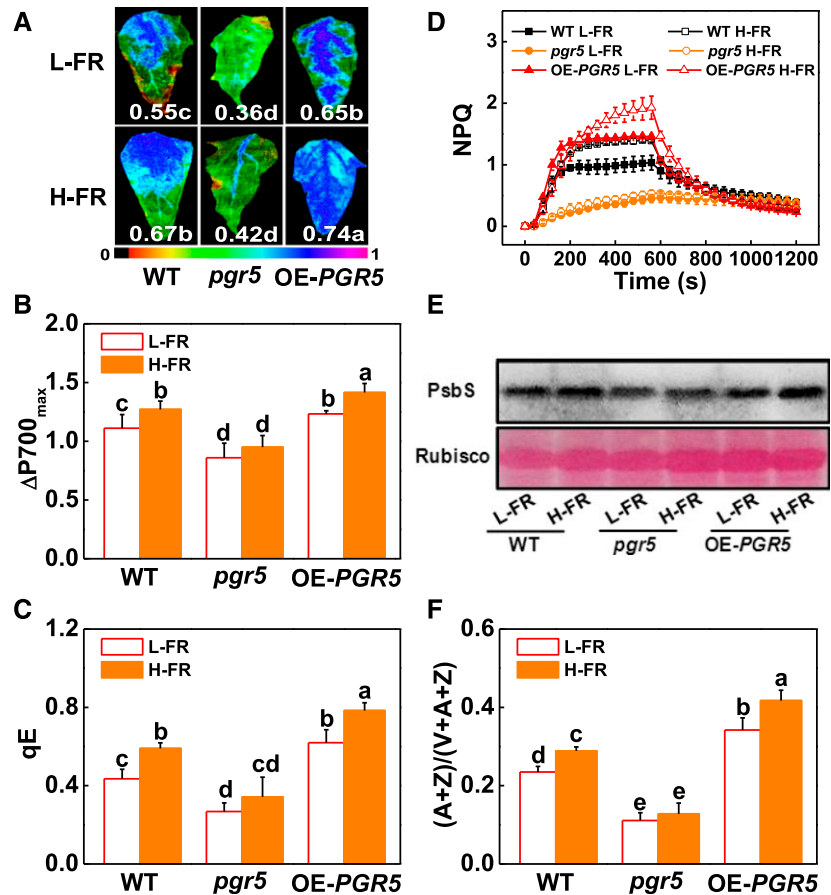 A
L-FR
0.55c 0.36d 0.65b
H-FR
0.67b 0.42d 0.74a
0 1
WT pgr5 OE-PGR5
B
L-FR
H-FR
2.0
1.5
1.0
0.5
0.0
ΔP700max
c b d d b a
WT pgr5 OE-PGR5
C
L-FR
H-FR
1.2
0.8
0.4
0.0
qE
c b d cd b a
WT pgr5 OE-PGR5
D
WT L-FR WT H-FR
pgr5 L-FR pgr5 H-FR
OE-PGR5 L-FR OE-PGR5 H-FR
3
2
1
0
NPQ
0 200 400 600 800 1000 1200
Time (s)
E
PsbS
Rubisco
L-FR H-FR L-FR H-FR L-FR H-FR
WT pgr5 OE-PGR5
F
L-FR
H-FR
0.6
0.4
0.2
0.0
(A+Z)/(V+A+Z)
d c e e b a
WT pgr5 OE-PGR5